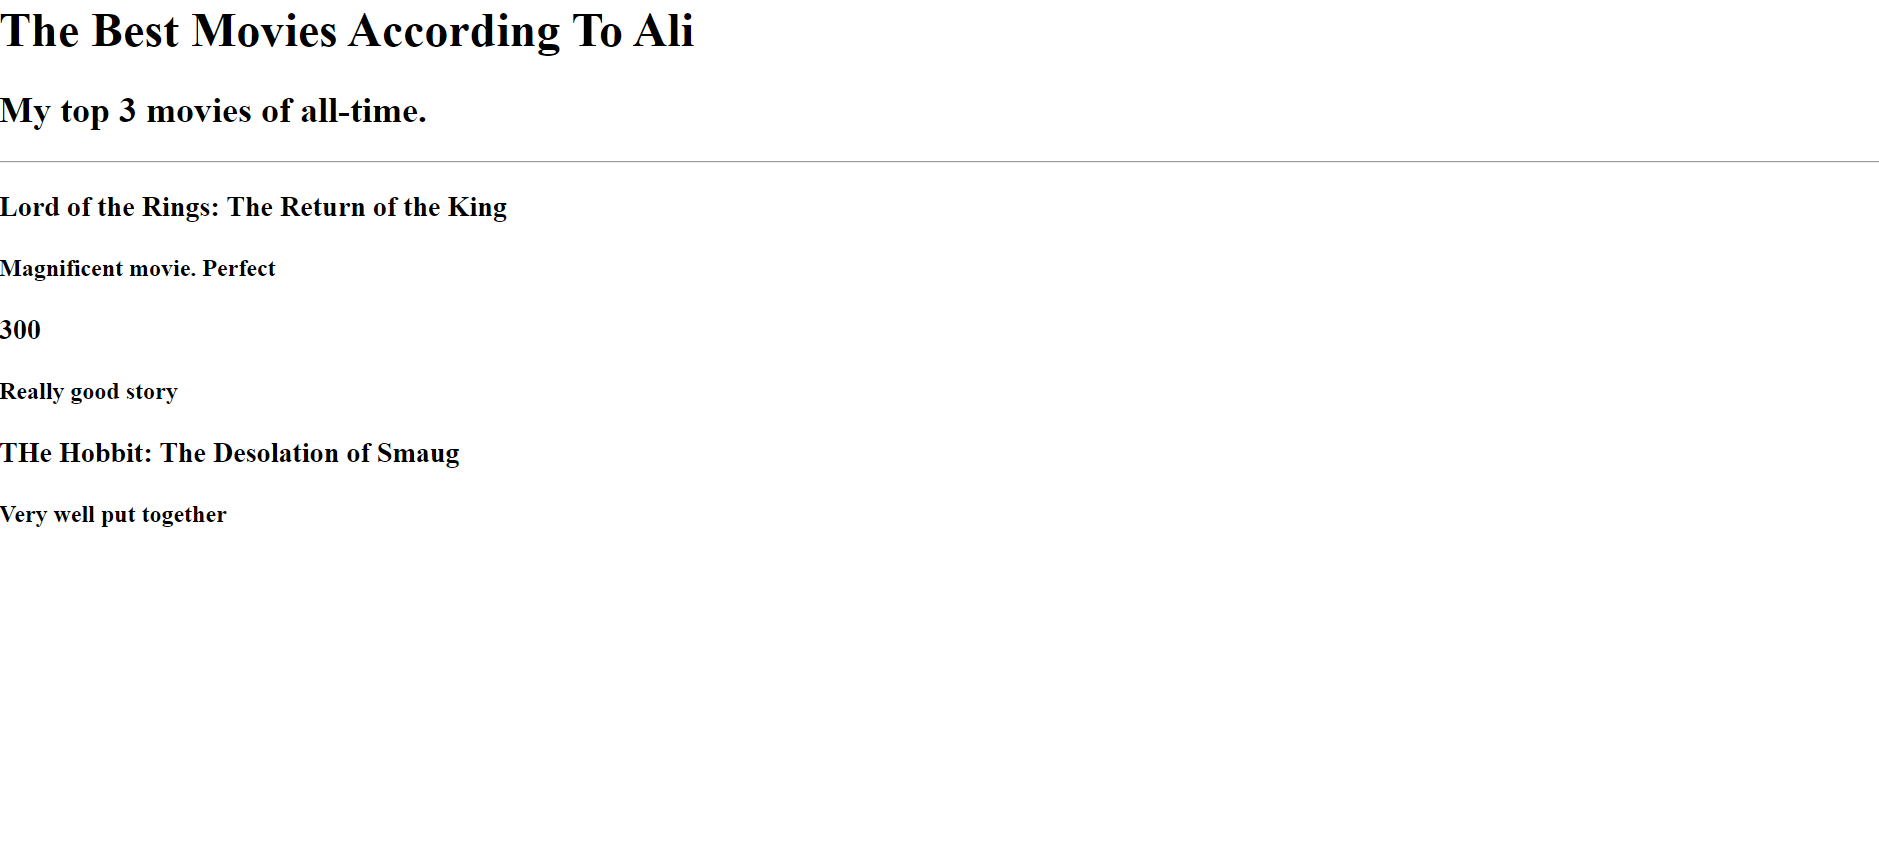 The Best Movies According To Ali
My top 3 movies of all-time.
Lord of the Rings: The Return of the King
Magnificent movie. Perfect
300
Really good story
THe Hobbit: The Desolation of Smaug
Very well put together